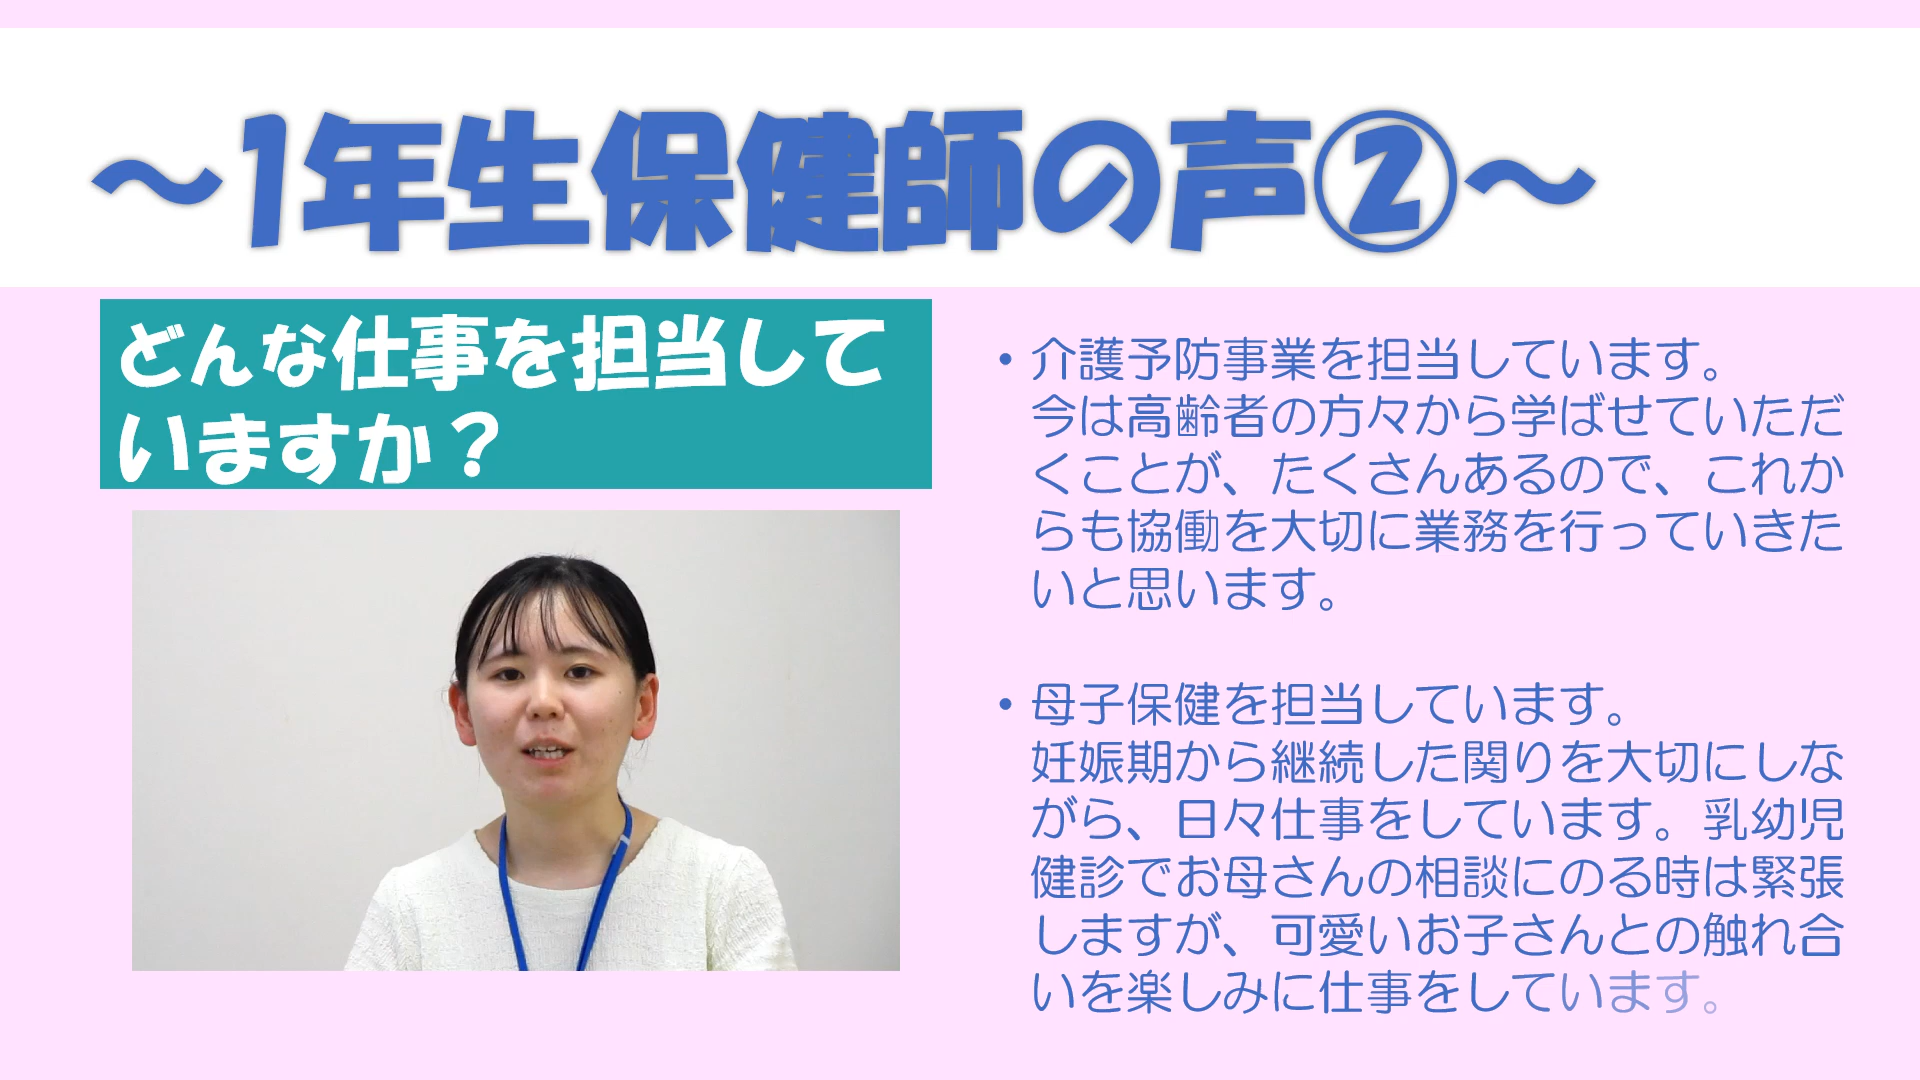 ～1年生保健師の声②～
どんな仕事を担当して
いますか？
・介護予防事業を担当しています。
今は高齢者の方々から学ばせていただ
くことが、たくさんあるので、これか
らも協働を大切に業務を行っていきた
いと思います。
・母子保健を担当しています。
妊娠期から継続した関りを大切にしな
がら、日々仕事をしています。乳幼児
健診でお母さんの相談にのる時は緊張
しますが、可愛いお子さんとの触れ合
いを楽しみに仕事をしています。